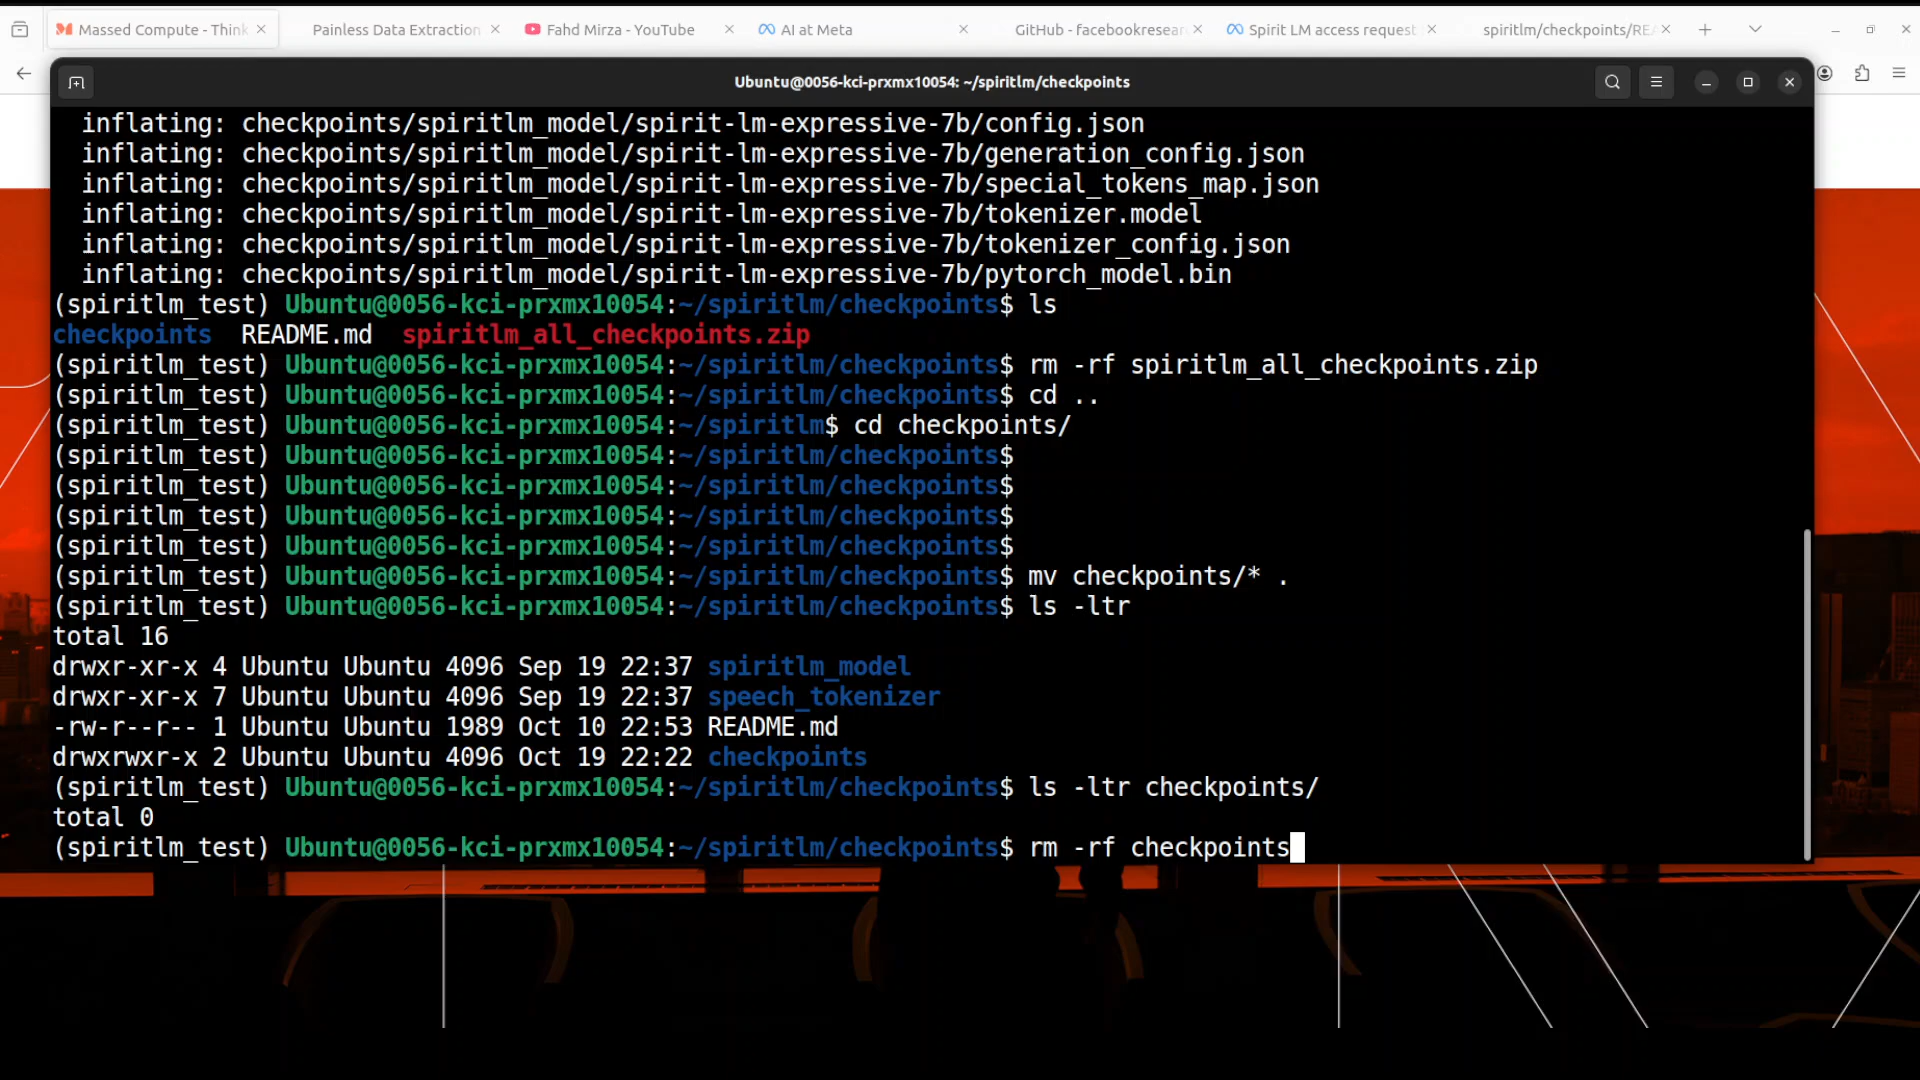 Massed Compute - Think
Painless Data Extraction
Fahd Mirza - YouTube
AI at Meta
GitHub - facebookresearc
Spirit LM access request
spiritlm/checkpoints/REA
Ubuntu@0056-kci-prxmx10054: ~/spiritlm/checkpoints
inflating: checkpoints/spiritlm_model/spirit-lm-expressive-7b/config.json
inflating: checkpoints/spiritlm_model/spirit-lm-expressive-7b/generation_config.json
inflating: checkpoints/spiritlm_model/spirit-lm-expressive-7b/special_tokens_map.json
inflating: checkpoints/spiritlm_model/spirit-lm-expressive-7b/tokenizer.model
inflating: checkpoints/spiritlm_model/spirit-lm-expressive-7b/tokenizer_config.json
inflating: checkpoints/spiritlm_model/spirit-lm-expressive-7b/pytorch_model.bin
(spiritlm_test) Ubuntu@0056-kci-prxmx10054:~/spiritlm/checkpoints$ ls
checkpoints README.md spiritlm_all_checkpoints.zip
(spiritlm_test) Ubuntu@0056-kci-prxmx10054:~/spiritlm/checkpoints$ rm -rf spiritlm_all_checkpoints.zip
(spiritlm_test) Ubuntu@0056-kci-prxmx10054:~/spiritlm/checkpoints$ cd ..
(spiritlm_test) Ubuntu@0056-kci-prxmx10054:~/spiritlm$ cd checkpoints/
(spiritlm_test) Ubuntu@0056-kci-prxmx10054:~/spiritlm/checkpoints$
(spiritlm_test) Ubuntu@0056-kci-prxmx10054:~/spiritlm/checkpoints$
(spiritlm_test) Ubuntu@0056-kci-prxmx10054:~/spiritlm/checkpoints$
(spiritlm_test) Ubuntu@0056-kci-prxmx10054:~/spiritlm/checkpoints$
(spiritlm_test) Ubuntu@0056-kci-prxmx10054:~/spiritlm/checkpoints$ mv checkpoints/* .
(spiritlm_test) Ubuntu@0056-kci-prxmx10054:~/spiritlm/checkpoints$ ls -ltr
total 16
drwxr-xr-x 4 Ubuntu Ubuntu 4096 Sep 19 22:37 spiritlm_model
drwxr-xr-x 7 Ubuntu Ubuntu 4096 Sep 19 22:37 speech_tokenizer
-rw-r--r-- 1 Ubuntu Ubuntu 1989 Oct 10 22:53 README.md
drwxrwxr-x 2 Ubuntu Ubuntu 4096 Oct 19 22:22 checkpoints
(spiritlm_test) Ubuntu@0056-kci-prxmx10054:~/spiritlm/checkpoints$ ls -ltr checkpoints/
total 0
(spiritlm_test) Ubuntu@0056-kci-prxmx10054:~/spiritlm/checkpoints$ rm -rf checkpoints